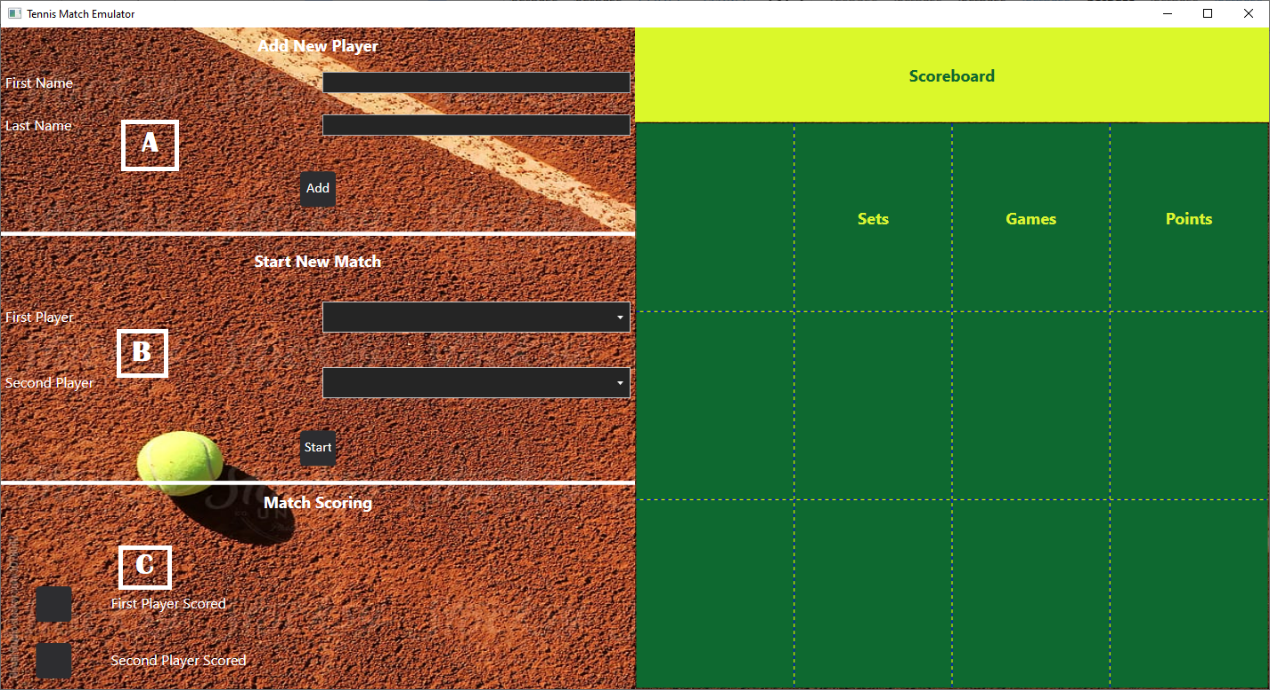 Tennis Match Emulator
Add New Player
First Name
Last Name
A
Add
Start New Match
First Player
B
Second Player
Start
Match Scoring
C
First Player Scored
Second Player Scored
Scoreboard
Sets Games Points